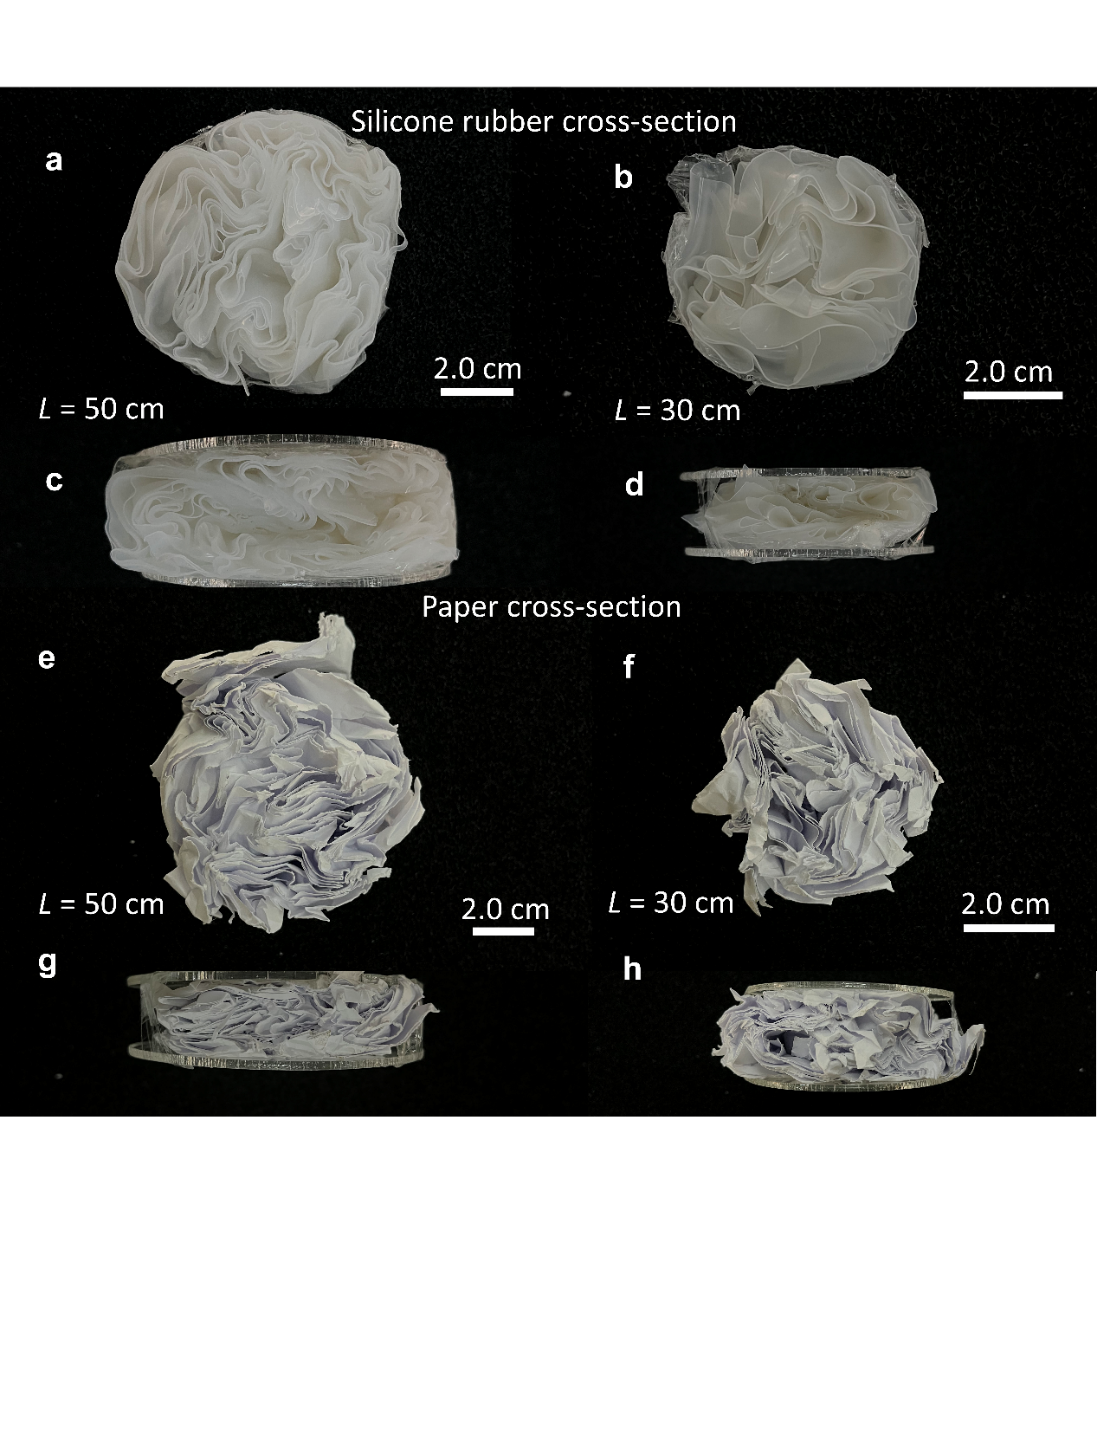 Silicone rubber cross-section
a
b
2.0 cm
2.0 cm
L = 50 cm
L = 30 cm
c
d
Paper cross-section
e
f
L = 50 cm
2.0 cm
L = 30 cm
2.0 cm
g
h